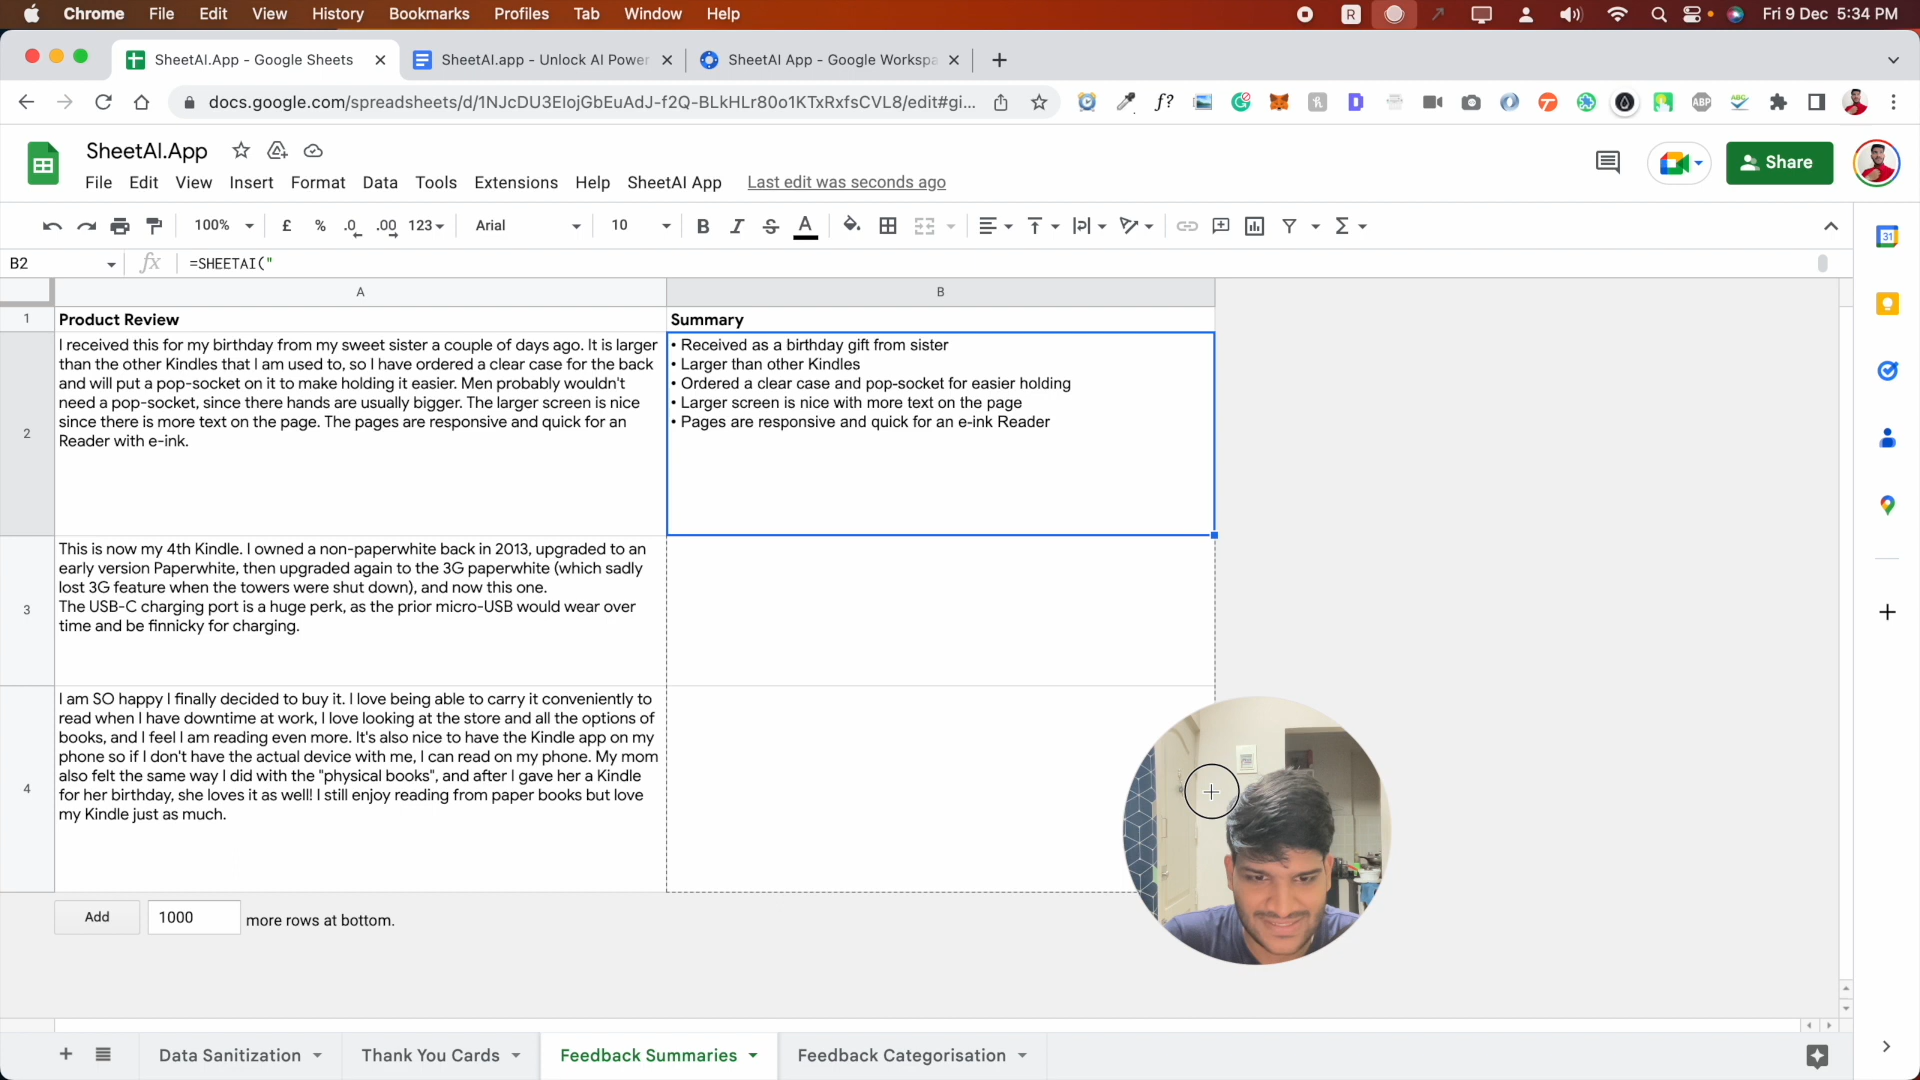 Chrome File Edit View History Bookmarks Profiles Tab Window Help
R
Fri 9 Dec 5:34 PM
SheetAI.App - Google Sheets
SheetAI.app - Unlock AI Power
SheetAI App - Google Workspa
docs.google.com/spreadsheets/d/1NJcDU3ElojGbEuAdJ-f2Q-BLkHLr80o1KTxRxfsCVL8/edit#gi...
f?
D
ABP
ABC
SheetAI.App
File Edit View Insert Format Data Tools Extensions Help SheetAI App Last edit was seconds ago
Share
100% £ % .0 .00 123 Arial 10 B I S A Σ
31
B2 fx =SHEETAI("
A B
1 Product Review Summary
2
I received this for my birthday from my sweet sister a couple of days ago. It is larger
than the other Kindles that I am used to, so I have ordered a clear case for the back
and will put a pop-socket on it to make holding it easier. Men probably wouldn't
need a pop-socket, since there hands are usually bigger. The larger screen is nice
since there is more text on the page. The pages are responsive and quick for an
Reader with e-ink.
• Received as a birthday gift from sister
• Larger than other Kindles
• Ordered a clear case and pop-socket for easier holding
• Larger screen is nice with more text on the page
• Pages are responsive and quick for an e-ink Reader
3
This is now my 4th Kindle. I owned a non-paperwhite back in 2013, upgraded to an
early version Paperwhite, then upgraded again to the 3G paperwhite (which sadly
lost 3G feature when the towers were shut down), and now this one.
The USB-C charging port is a huge perk, as the prior micro-USB would wear over
time and be finnicky for charging.
4
I am SO happy I finally decided to buy it. I love being able to carry it conveniently to
read when I have downtime at work, I love looking at the store and all the options of
books, and I feel I am reading even more. It's also nice to have the Kindle app on my
phone so if I don't have the actual device with me, I can read on my phone. My mom
also felt the same way I did with the "physical books", and after I gave her a Kindle
for her birthday, she loves it as well! I still enjoy reading from paper books but love
my Kindle just as much.
Add 1000 more rows at bottom.
Data Sanitization Thank You Cards Feedback Summaries Feedback Categorisation